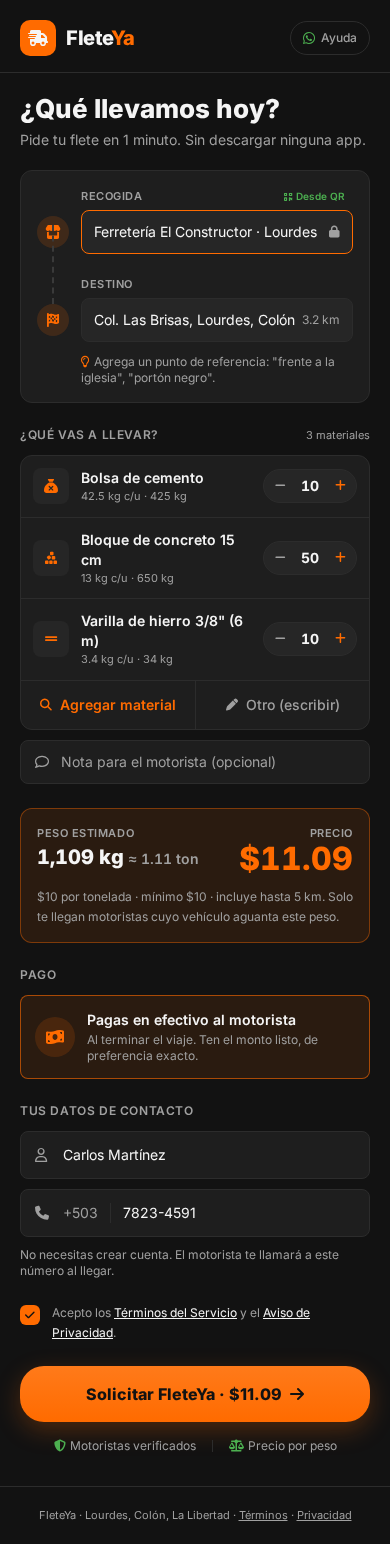 FleteYa
Ayuda
¿Qué llevamos hoy?
Pide tu flete en 1 minuto. Sin descargar ninguna app.
RECOGIDA
Desde QR
Ferretería El Constructor · Lourdes
DESTINO
Col. Las Brisas, Lourdes, Colón
3.2 km
Agrega un punto de referencia: "frente a la
iglesia", "portón negro".
¿QUÉ VAS A LLEVAR?
3 materiales
Bolsa de cemento
42.5 kg c/u · 425 kg
− 10 +
Bloque de concreto 15
cm
13 kg c/u · 650 kg
− 50 +
Varilla de hierro 3/8" (6
m)
3.4 kg c/u · 34 kg
− 10 +
Agregar material
Otro (escribir)
Nota para el motorista (opcional)
PESO ESTIMADO
PRECIO
1,109 kg ≈ 1.11 ton
$11.09
$10 por tonelada · mínimo $10 · incluye hasta 5 km. Solo
te llegan motoristas cuyo vehículo aguanta este peso.
PAGO
Pagas en efectivo al motorista
Al terminar el viaje. Ten el monto listo, de
preferencia exacto.
TUS DATOS DE CONTACTO
Carlos Martínez
+503
7823-4591
No necesitas crear cuenta. El motorista te llamará a este
número al llegar.
Acepto los Términos del Servicio y el Aviso de
Privacidad.
Solicitar FleteYa · $11.09 →
Motoristas verificados
Precio por peso
FleteYa · Lourdes, Colón, La Libertad · Términos · Privacidad